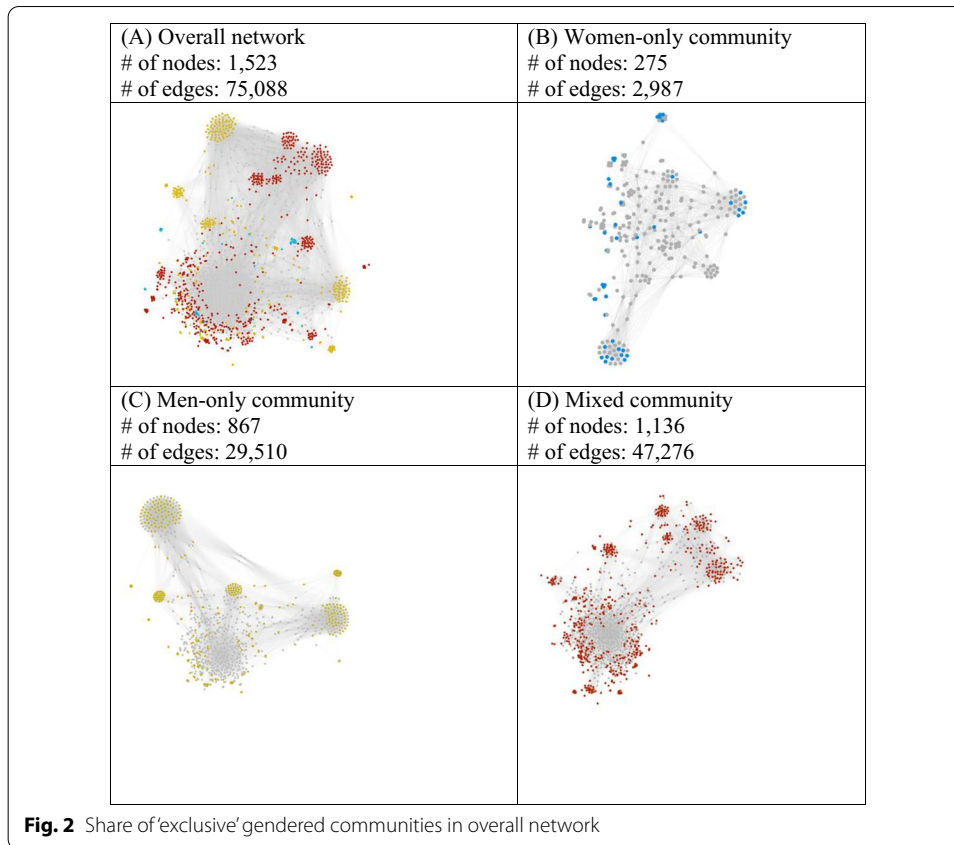 (A) Overall network
# of nodes: 1,523
# of edges: 75,088
(B) Women-only community
# of nodes: 275
# of edges: 2,987
(C) Men-only community
# of nodes: 867
# of edges: 29,510
(D) Mixed community
# of nodes: 1,136
# of edges: 47,276
Fig. 2 Share of ‘exclusive’ gendered communities in overall network